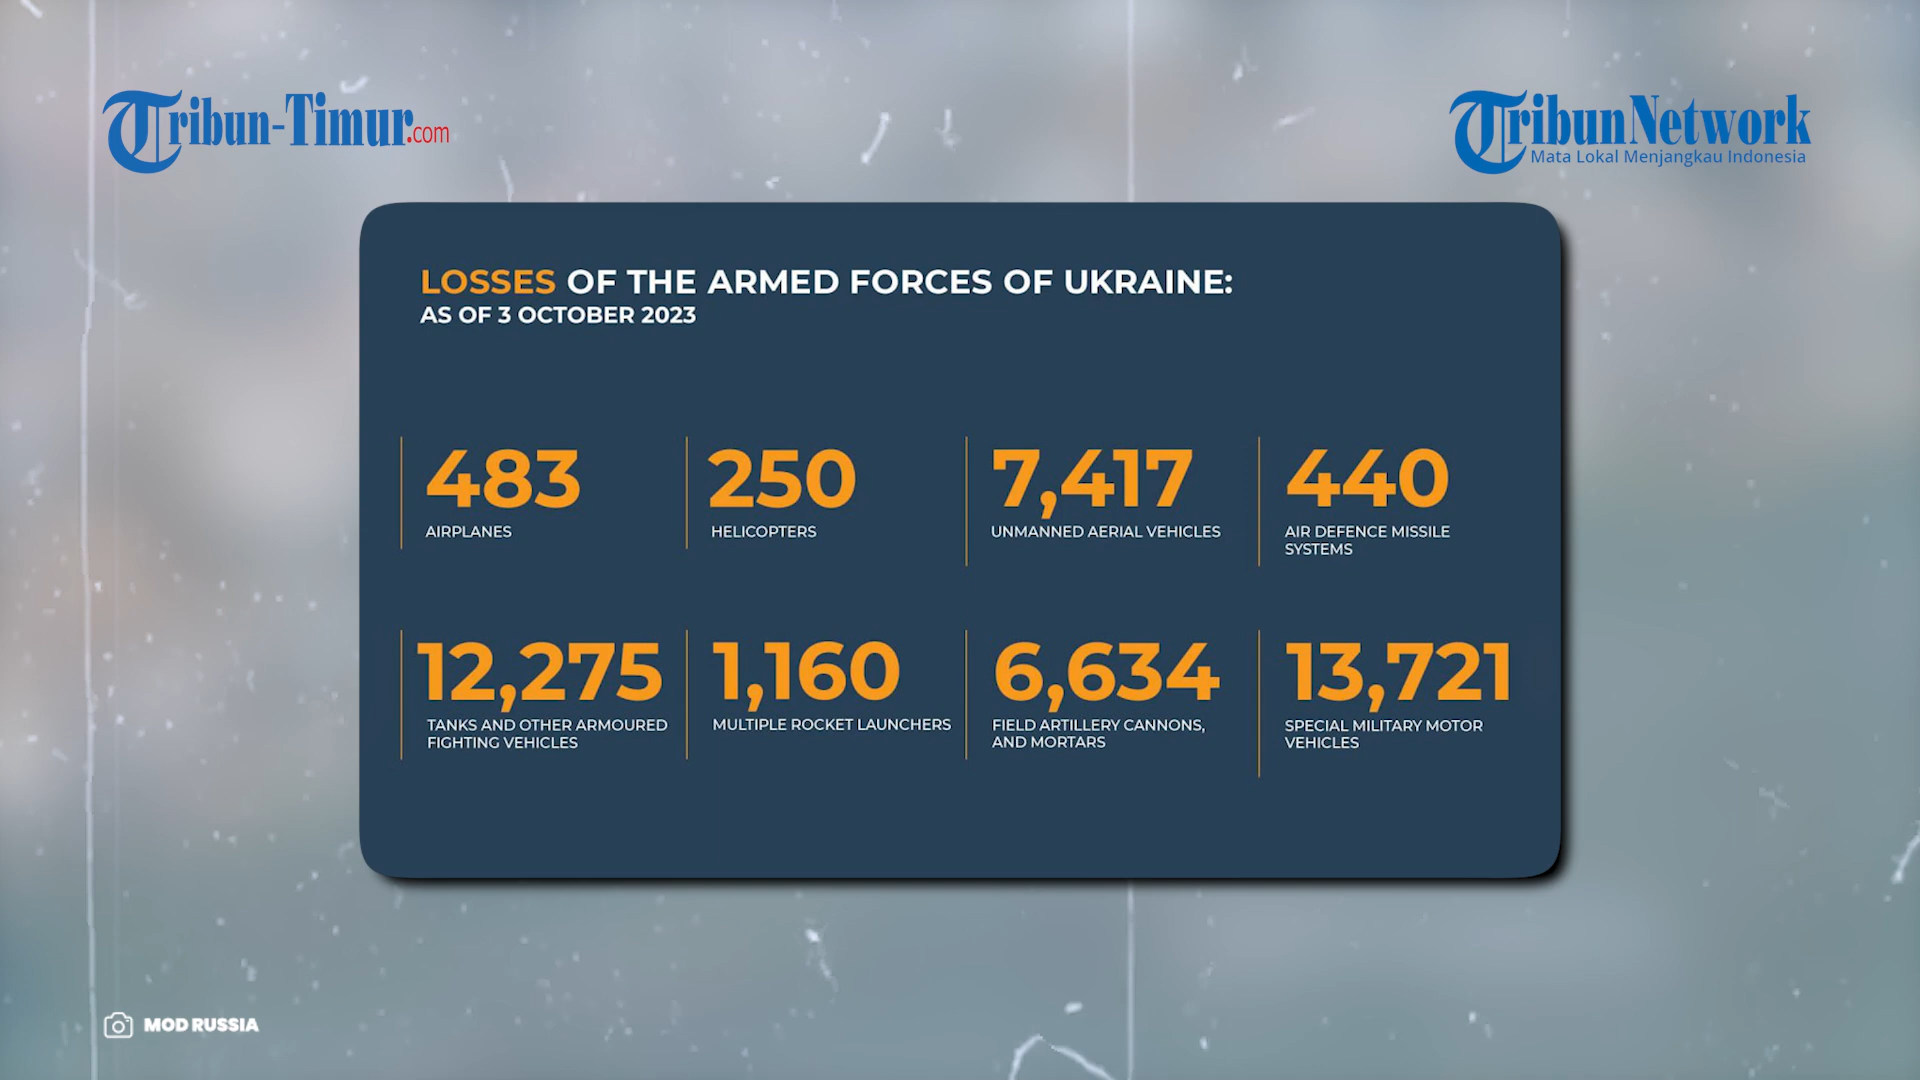 Tribun-Timur.com
TribunNetwork
Mata Lokal Menjangkau Indonesia
LOSSES OF THE ARMED FORCES OF UKRAINE:
AS OF 3 OCTOBER 2023
483
AIRPLANES
250
HELICOPTERS
7,417
UNMANNED AERIAL VEHICLES
440
AIR DEFENCE MISSILE
SYSTEMS
12,275
TANKS AND OTHER ARMOURED
FIGHTING VEHICLES
1,160
MULTIPLE ROCKET LAUNCHERS
6,634
FIELD ARTILLERY CANNONS,
AND MORTARS
13,721
SPECIAL MILITARY MOTOR
VEHICLES
MOD RUSSIA